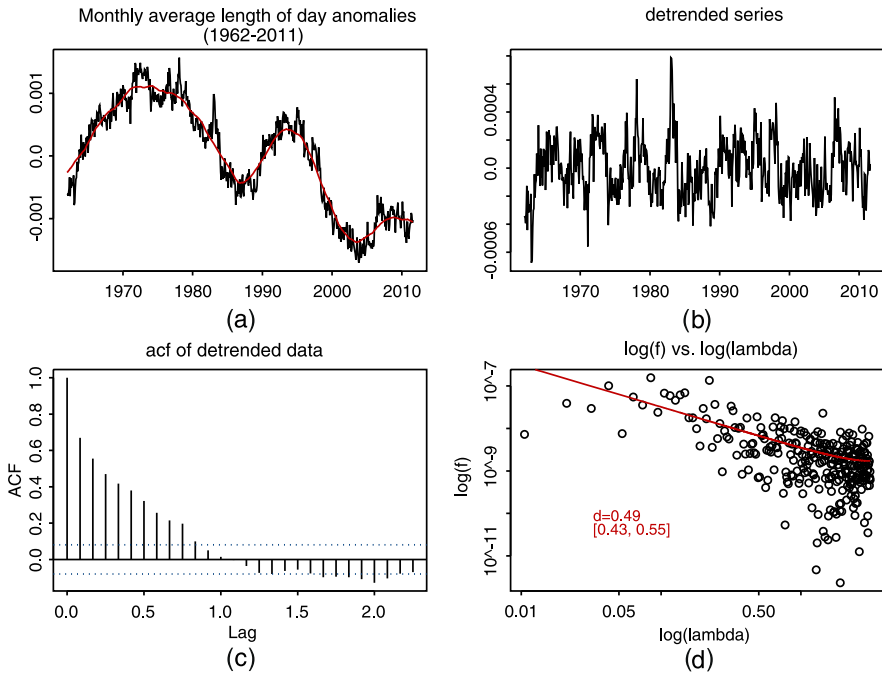 Monthly average length of day anomalies
(1962-2011)
0.001
0.0
-0.001
1970 1980 1990 2000 2010
(a)
detrended series
0.0004
0.0
-0.0006
1970 1980 1990 2000 2010
(b)
acf of detrended data
ACF
1.0
0.8
0.6
0.4
0.2
0.0
0.0 0.5 1.0 1.5 2.0
Lag
(c)
log(f) vs. log(lambda)
log(f)
10^-7
10^-9
10^-11
d=0.49
[0.43, 0.55]
0.01 0.05 0.50
log(lambda)
(d)